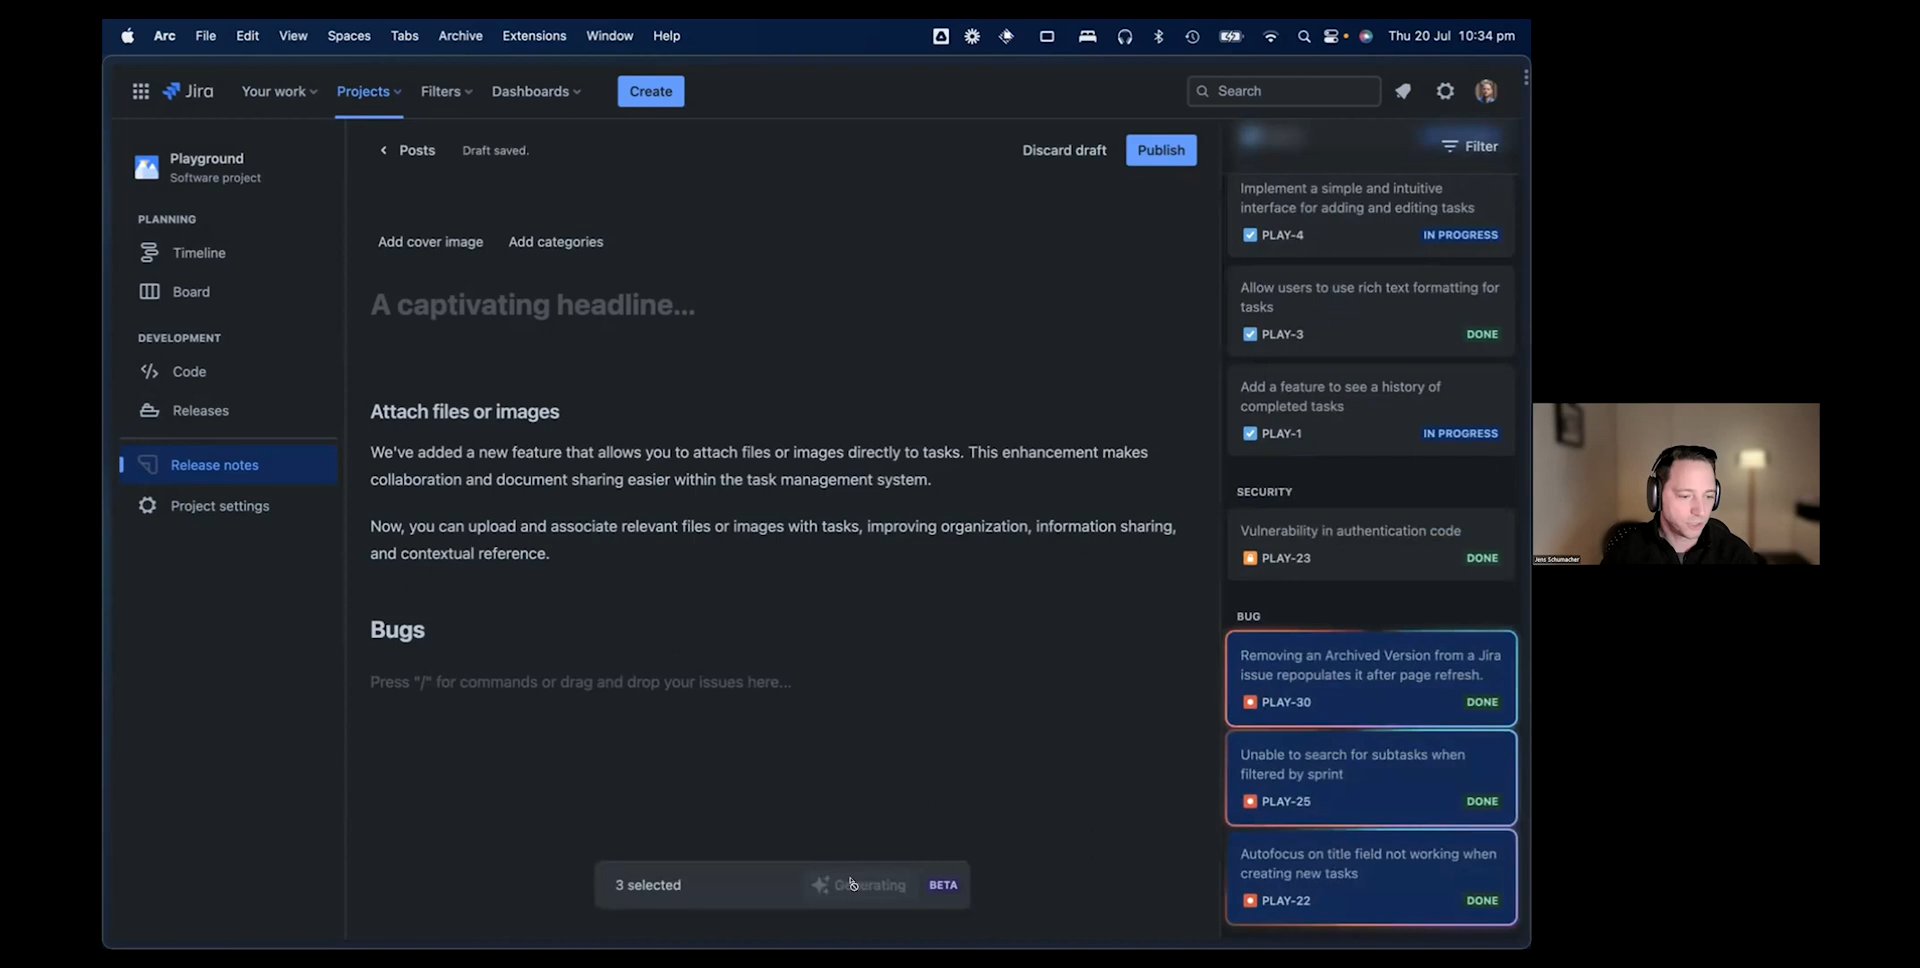 Arc File Edit View Spaces Tabs Archive Extensions Window Help Thu 20 Jul 10:34 pm
Jira Your work Projects Filters Dashboards Create Search
Playground
Software project
PLANNING
Timeline
Board
DEVELOPMENT
Code
Releases
Release notes
Project settings
Posts Draft saved. Discard draft Publish
Add cover image Add categories
A captivating headline...
Attach files or images
We've added a new feature that allows you to attach files or images directly to tasks. This enhancement makes
collaboration and document sharing easier within the task management system.
Now, you can upload and associate relevant files or images with tasks, improving organization, information sharing,
and contextual reference.
Bugs
Press "/" for commands or drag and drop your issues here...
3 selected Generating BETA
Filter
Implement a simple and intuitive
interface for adding and editing tasks
PLAY-4 IN PROGRESS
Allow users to use rich text formatting for
tasks
PLAY-3 DONE
Add a feature to see a history of
completed tasks
PLAY-1 IN PROGRESS
SECURITY
Vulnerability in authentication code
PLAY-23 DONE
BUG
Removing an Archived Version from a Jira
issue repopulates it after page refresh.
PLAY-30 DONE
Unable to search for subtasks when
filtered by sprint
PLAY-25 DONE
Autofocus on title field not working when
creating new tasks
PLAY-22 DONE
Jens Schumacher